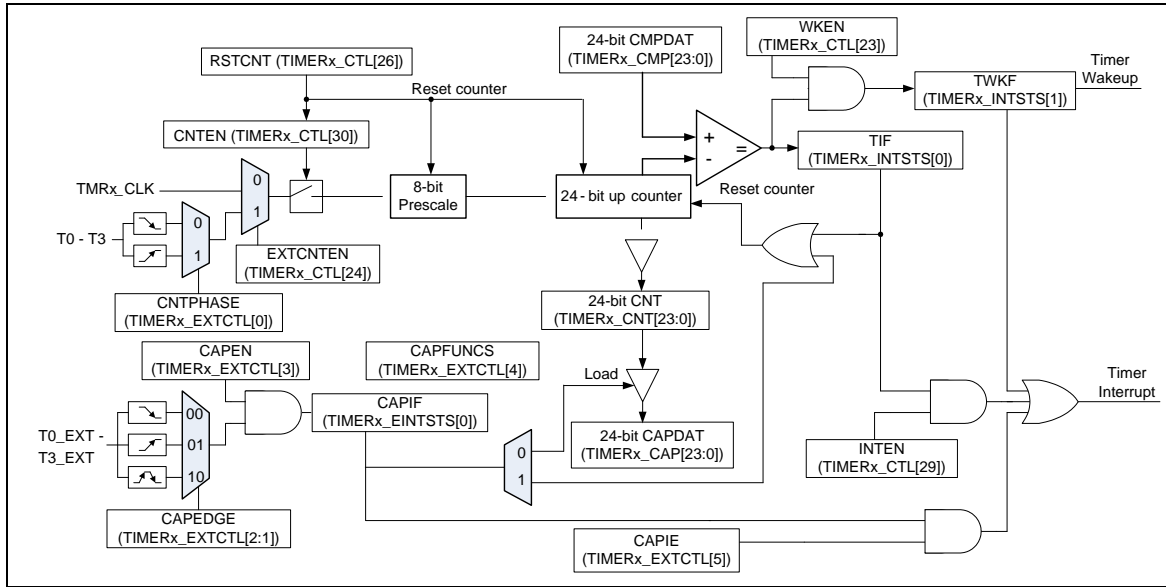 RSTCNT (TIMERx_CTL[26])
Reset counter
CNTEN (TIMERx_CTL[30])
TMRx_CLK
0
1
T0 - T3
0
1
EXTCNTEN
(TIMERx_CTL[24])
CNTPHASE
(TIMERx_EXTCTL[0])
8-bit
Prescale
24-bit CMPDAT
(TIMERx_CMP[23:0])
24 - bit up counter
+
-
=
WKEN
(TIMERx_CTL[23])
TWKF
(TIMERx_INTSTS[1])
Timer
Wakeup
TIF
(TIMERx_INTSTS[0])
Reset counter
24-bit CNT
(TIMERx_CNT[23:0])
CAPEN
(TIMERx_EXTCTL[3])
CAPFUNCS
(TIMERx_EXTCTL[4])
Load
CAPIF
(TIMERx_EINTSTS[0])
T0_EXT -
T3_EXT
00
01
10
CAPEDGE
(TIMERx_EXTCTL[2:1])
0
1
24-bit CAPDAT
(TIMERx_CAP[23:0])
INTEN
(TIMERx_CTL[29])
Timer
Interrupt
CAPIE
(TIMERx_EXTCTL[5])